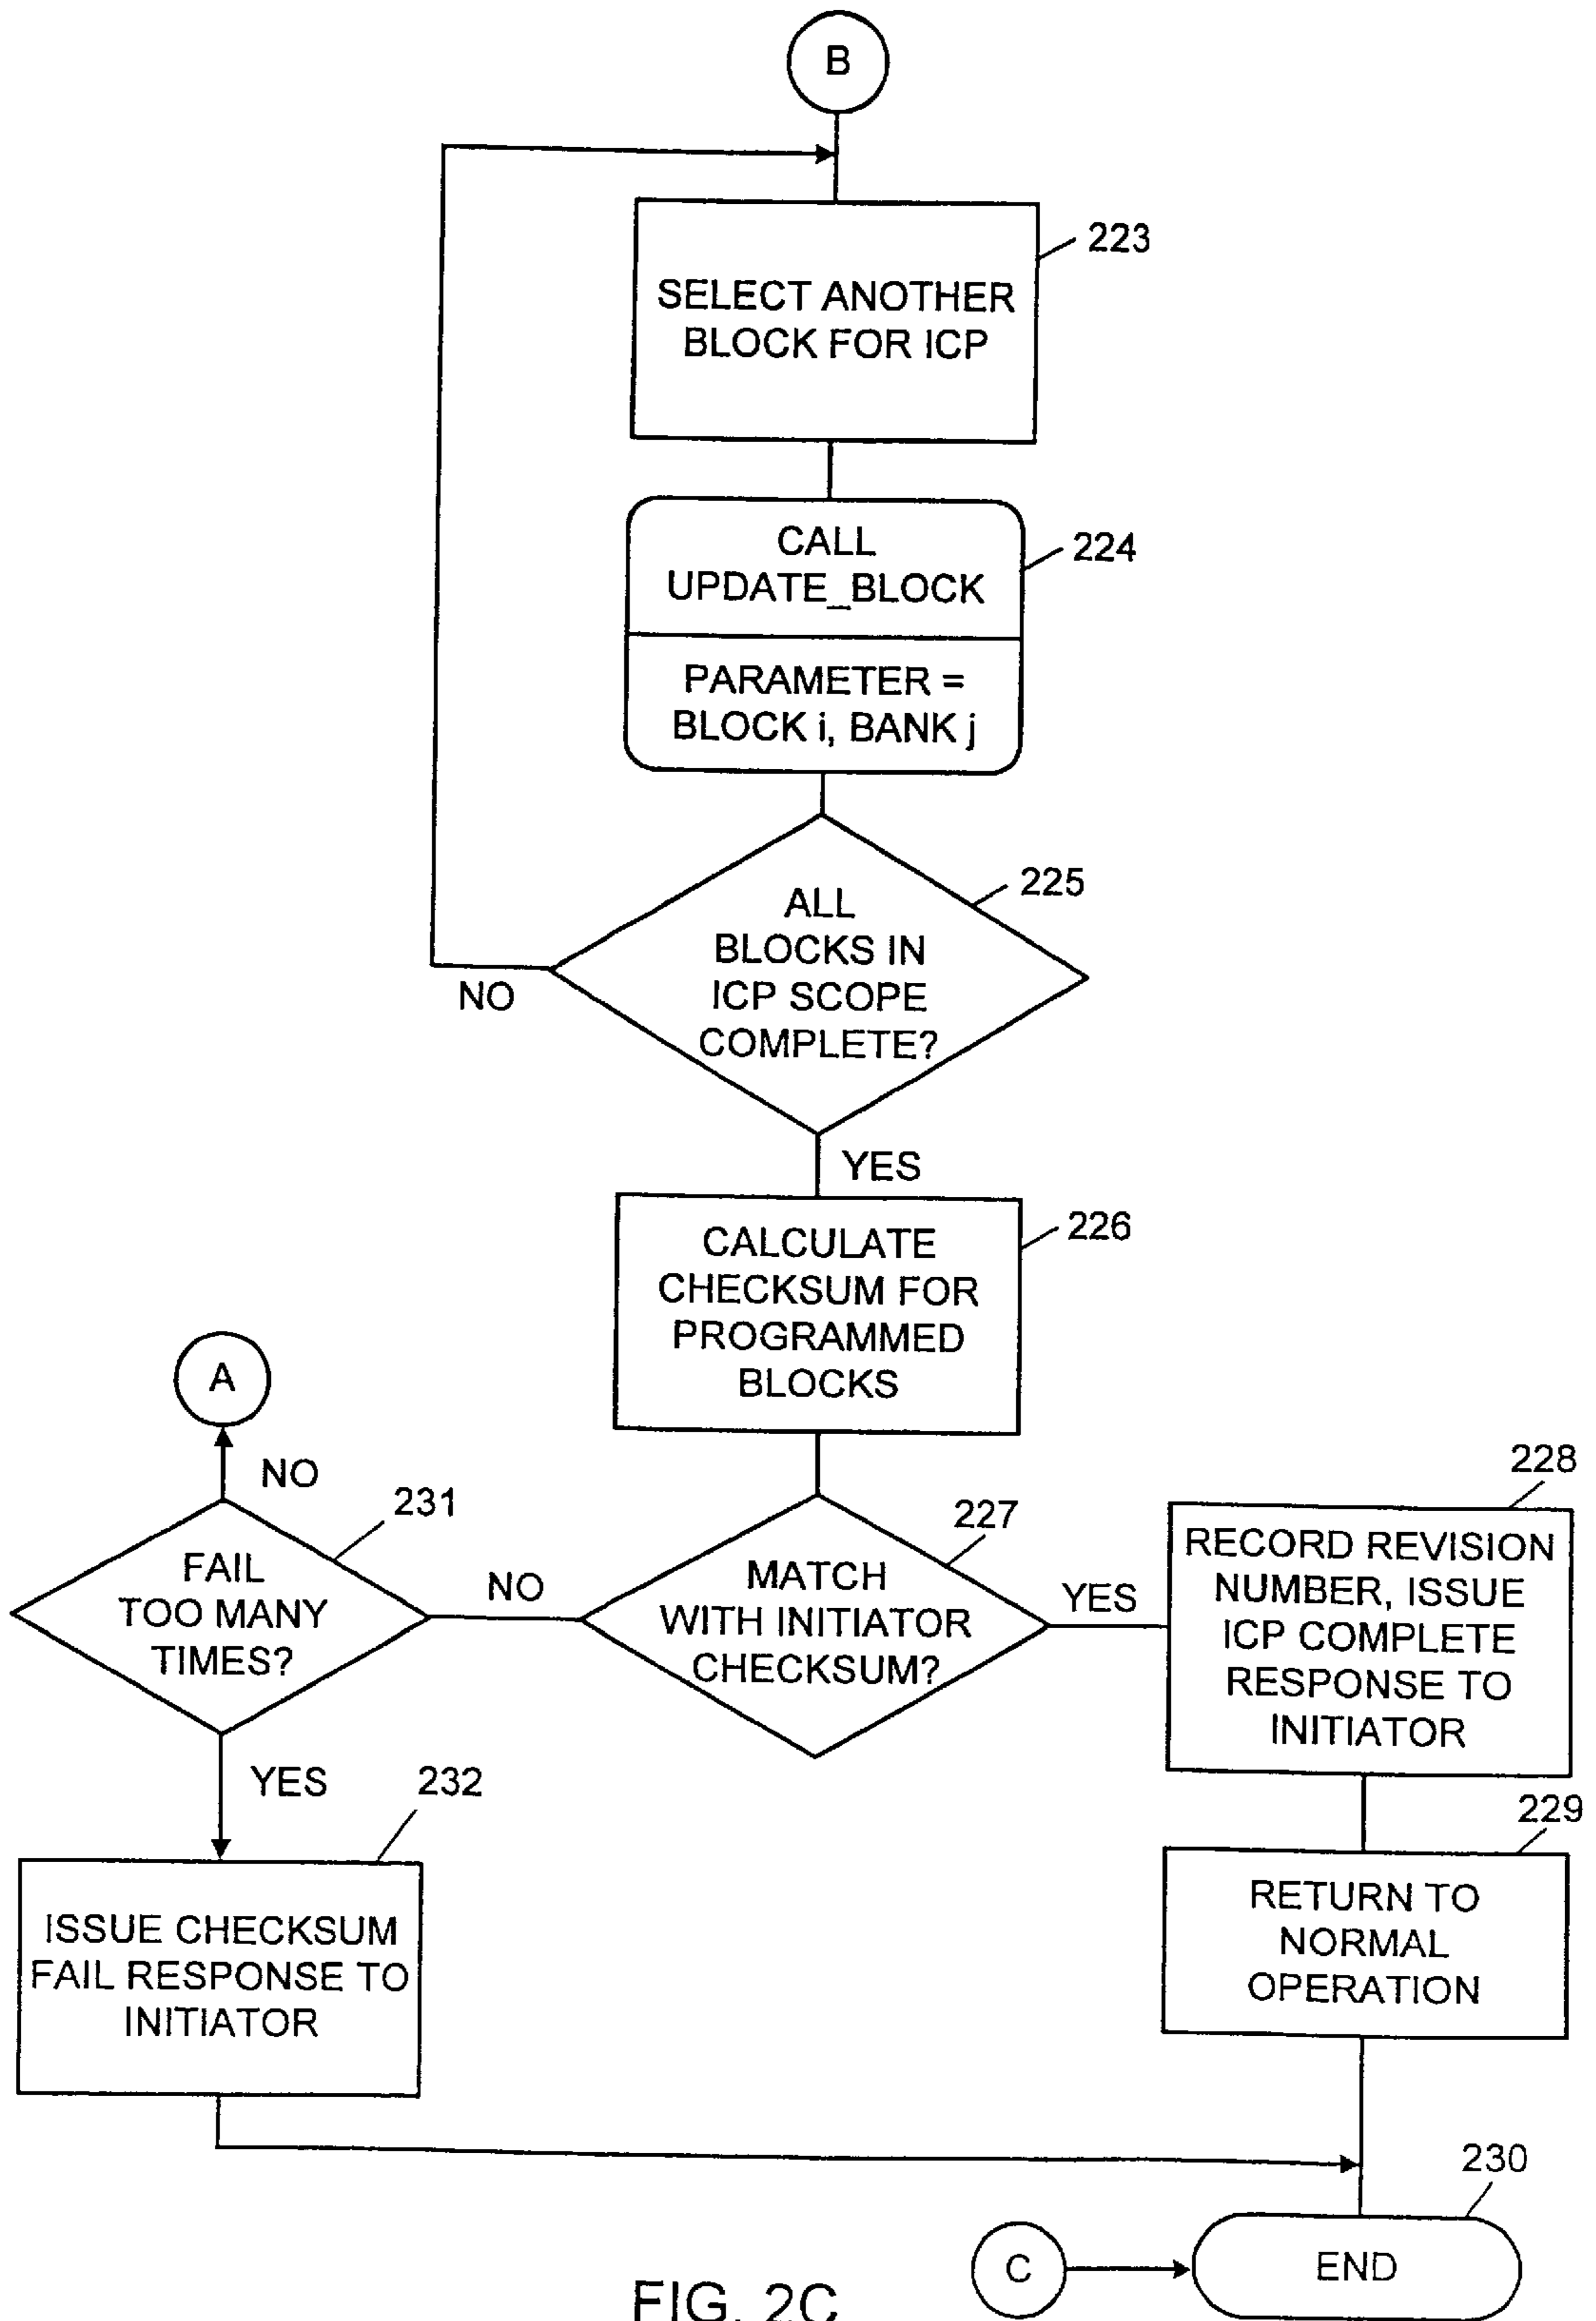 B
223
SELECT ANOTHER
BLOCK FOR ICP
CALL
UPDATE_BLOCK
224
PARAMETER =
BLOCK i, BANK j
225
ALL
BLOCKS IN
ICP SCOPE
COMPLETE?
NO
YES
226
CALCULATE
CHECKSUM FOR
PROGRAMMED
BLOCKS
A
NO
231
FAIL
TOO MANY
TIMES?
NO
227
MATCH
WITH INITIATOR
CHECKSUM?
YES
228
RECORD REVISION
NUMBER, ISSUE
ICP COMPLETE
RESPONSE TO
INITIATOR
YES
232
ISSUE CHECKSUM
FAIL RESPONSE TO
INITIATOR
229
RETURN TO
NORMAL
OPERATION
230
C
END
FIG. 2C